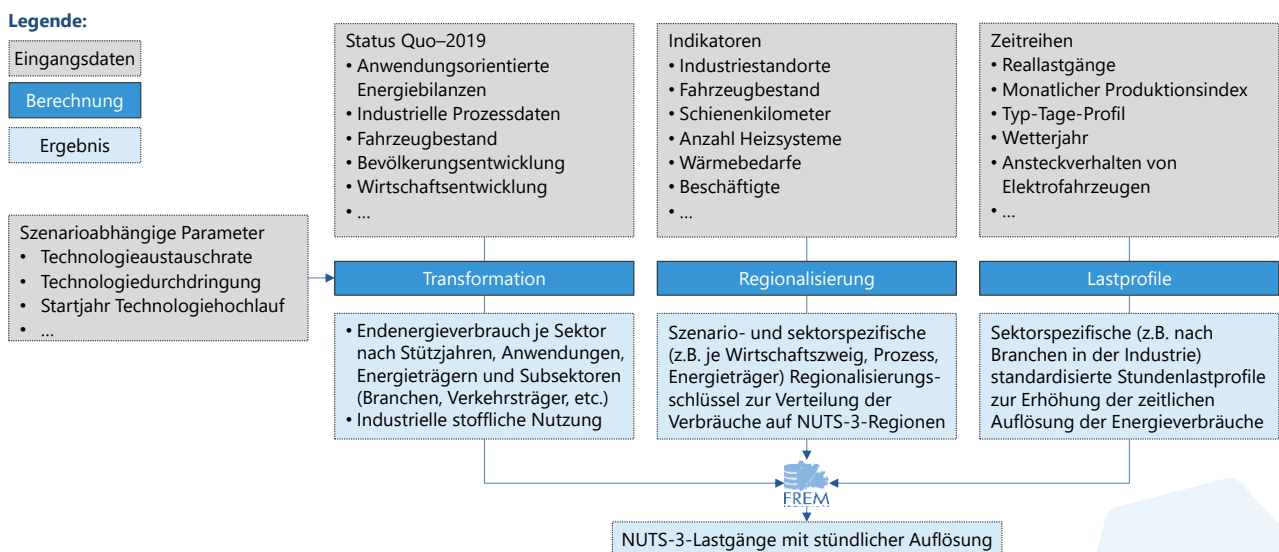 Legende:
Eingangsdaten
Berechnung
Ergebnis
Szenarioabhängige Parameter
• Technologieaustauschrate
• Technologiedurchdringung
• Startjahr Technologiehochlauf
• ...
Status Quo–2019
• Anwendungsorientierte
Energiebilanzen
• Industrielle Prozessdaten
• Fahrzeugbestand
• Bevölkerungsentwicklung
• Wirtschaftsentwicklung
• ...
Transformation
• Endenergieverbrauch je Sektor
nach Stützjahren, Anwendungen,
Energieträgern und Subsektoren
(Branchen, Verkehrsträger, etc.)
• Industrielle stoffliche Nutzung
Indikatoren
• Industriestandorte
• Fahrzeugbestand
• Schienenkilometer
• Anzahl Heizsysteme
• Wärmebedarfe
• Beschäftigte
• ...
Regionalisierung
Szenario- und sektorspezifische
(z.B. je Wirtschaftszweig, Prozess,
Energieträger) Regionalisierungs-
schlüssel zur Verteilung der
Verbräuche auf NUTS-3-Regionen
Zeitreihen
• Reallastgänge
• Monatlicher Produktionsindex
• Typ-Tage-Profil
• Wetterjahr
• Ansteckverhalten von
Elektrofahrzeugen
• ...
Lastprofile
Sektorspezifische (z.B. nach
Branchen in der Industrie)
standardisierte Stundenlastprofile
zur Erhöhung der zeitlichen
Auflösung der Energieverbräuche
FREM
NUTS-3-Lastgänge mit stündlicher Auflösung